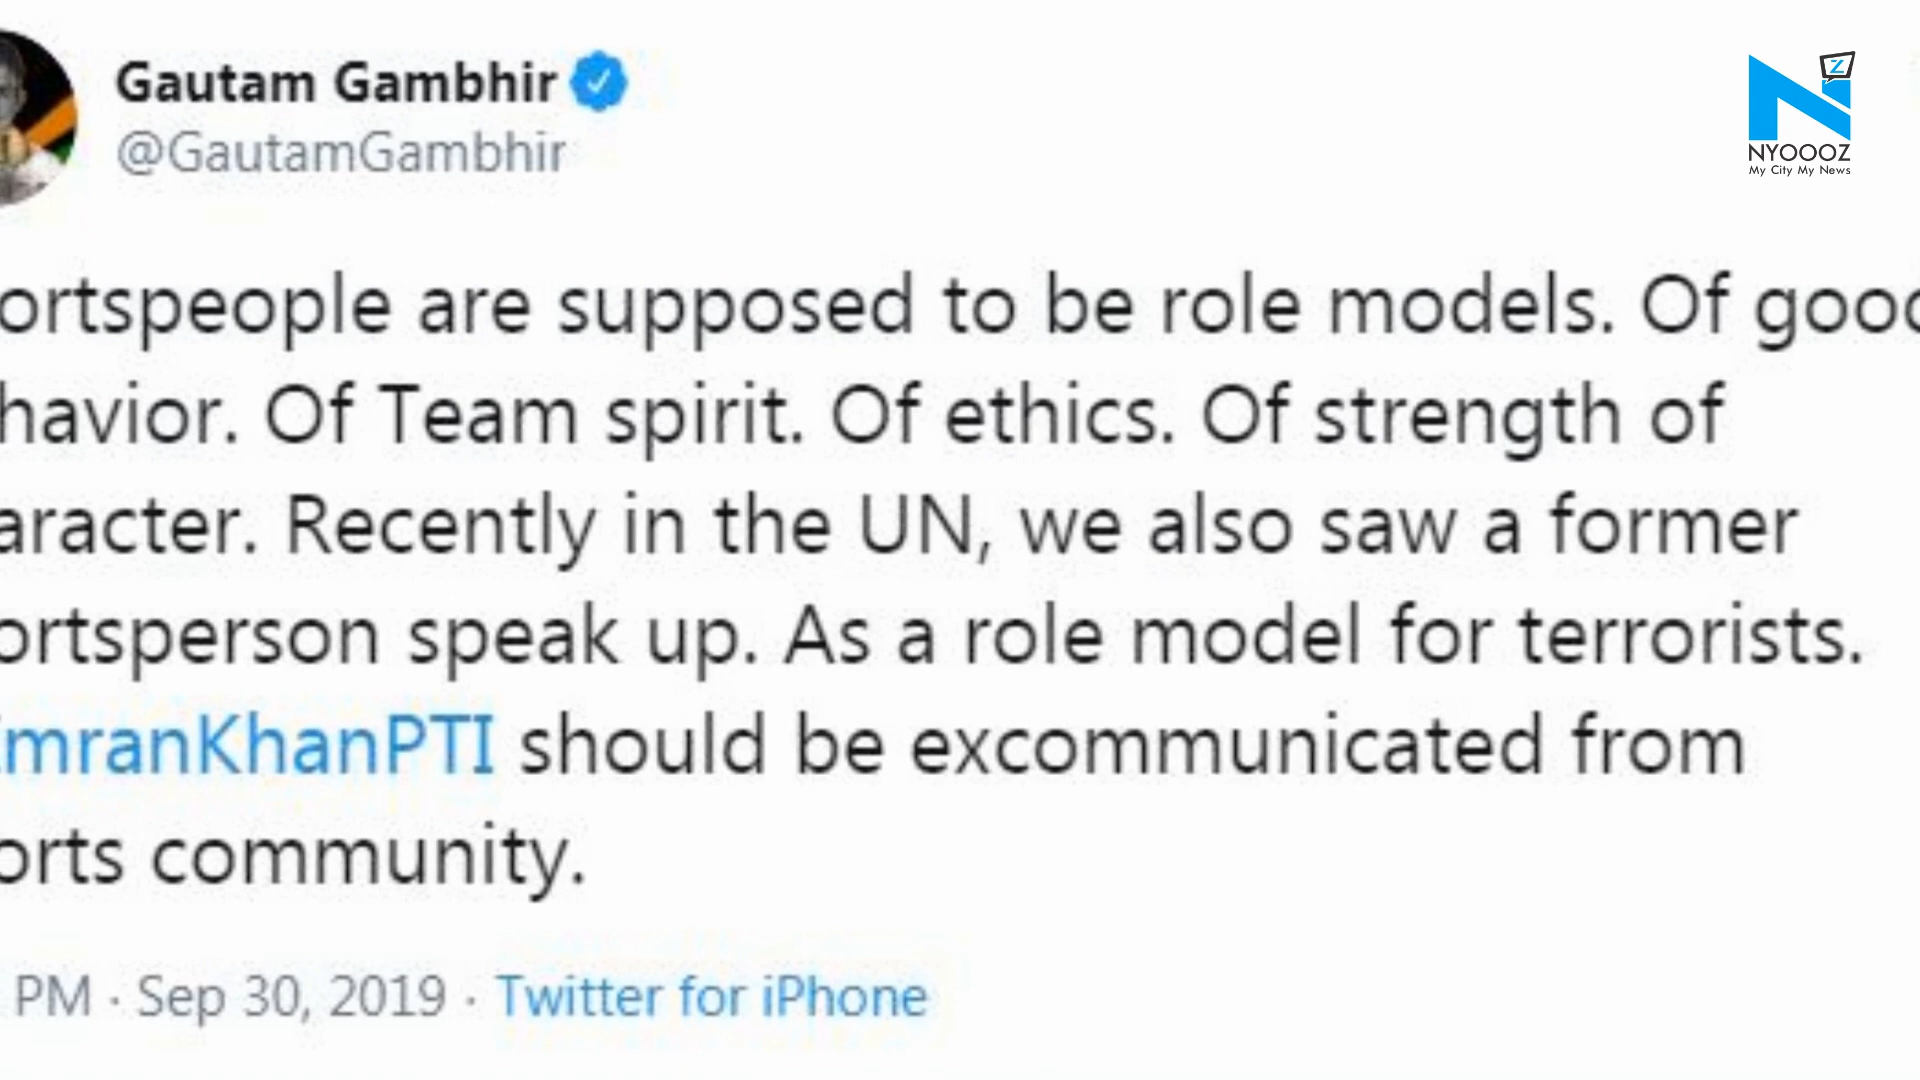 Gautam Gambhir
@GautamGambhir
Z
NYOOOZ
My City My News
ortspeople are supposed to be role models. Of good
havior. Of Team spirit. Of ethics. Of strength of
aracter. Recently in the UN, we also saw a former
ortsperson speak up. As a role model for terrorists.
ImranKhanPTI should be excommunicated from
orts community.
PM · Sep 30, 2019 · Twitter for iPhone